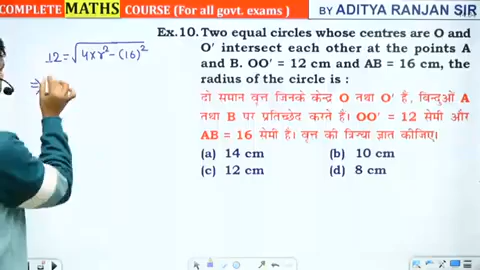 COMPLETE MATHS COURSE (For all govt. exams)
BY ADITYA RANJAN SIR
12 = √4×r² - (16)²
⇒
Ex.10. Two equal circles whose centres are O and
O′ intersect each other at the points A
and B. OO′ = 12 cm and AB = 16 cm, the
radius of the circle is :
दो समान वृत्त जिनके केन्द्र O तथा O′ है, बिन्दुओं A
तथा B पर प्रतिच्छेद करते है। OO′ = 12 सेमी और
AB = 16 सेमी है। वृत्त की त्रिज्या ज्ञात कीजिए।
(a) 14 cm (b) 10 cm
(c) 12 cm (d) 8 cm